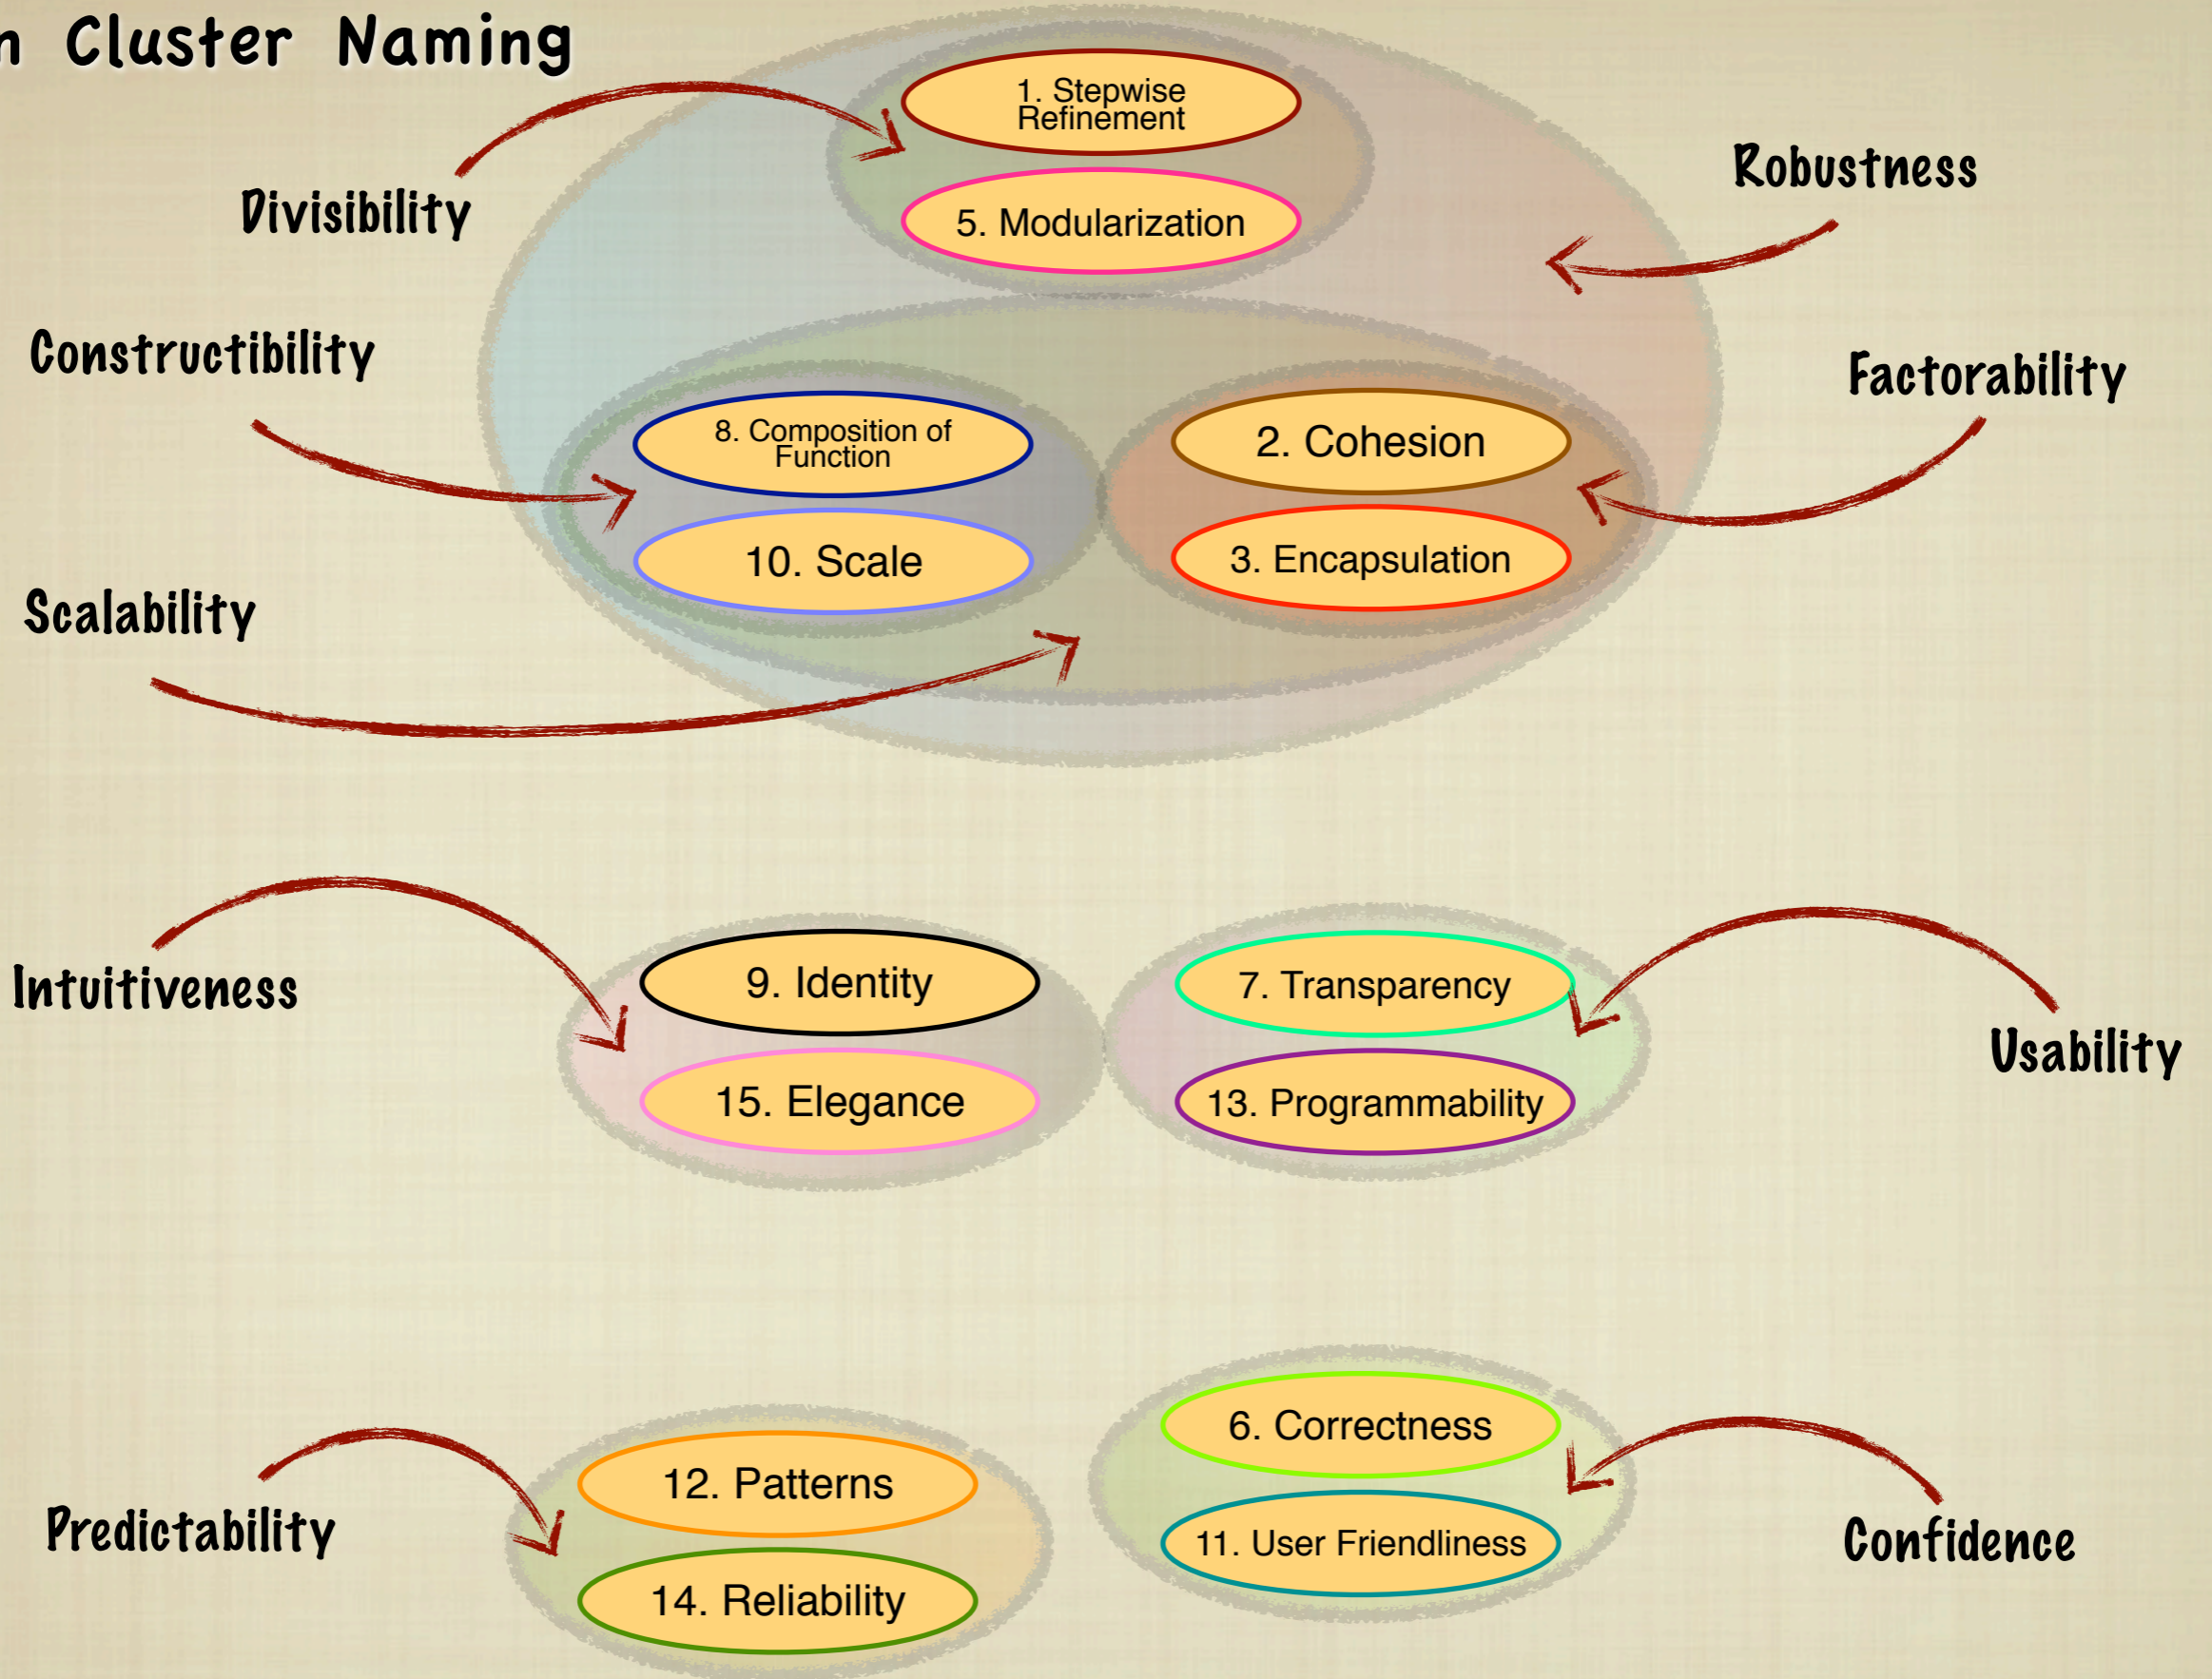 n Cluster Naming
1. Stepwise
Refinement
Robustness
Divisibility
5. Modularization
Constructibility
Factorability
8. Composition of
Function
2. Cohesion
10. Scale
3. Encapsulation
Scalability
Intuitiveness
9. Identity
7. Transparency
Usability
15. Elegance
13. Programmability
6. Correctness
12. Patterns
Predictability
11. User Friendliness
Confidence
14. Reliability